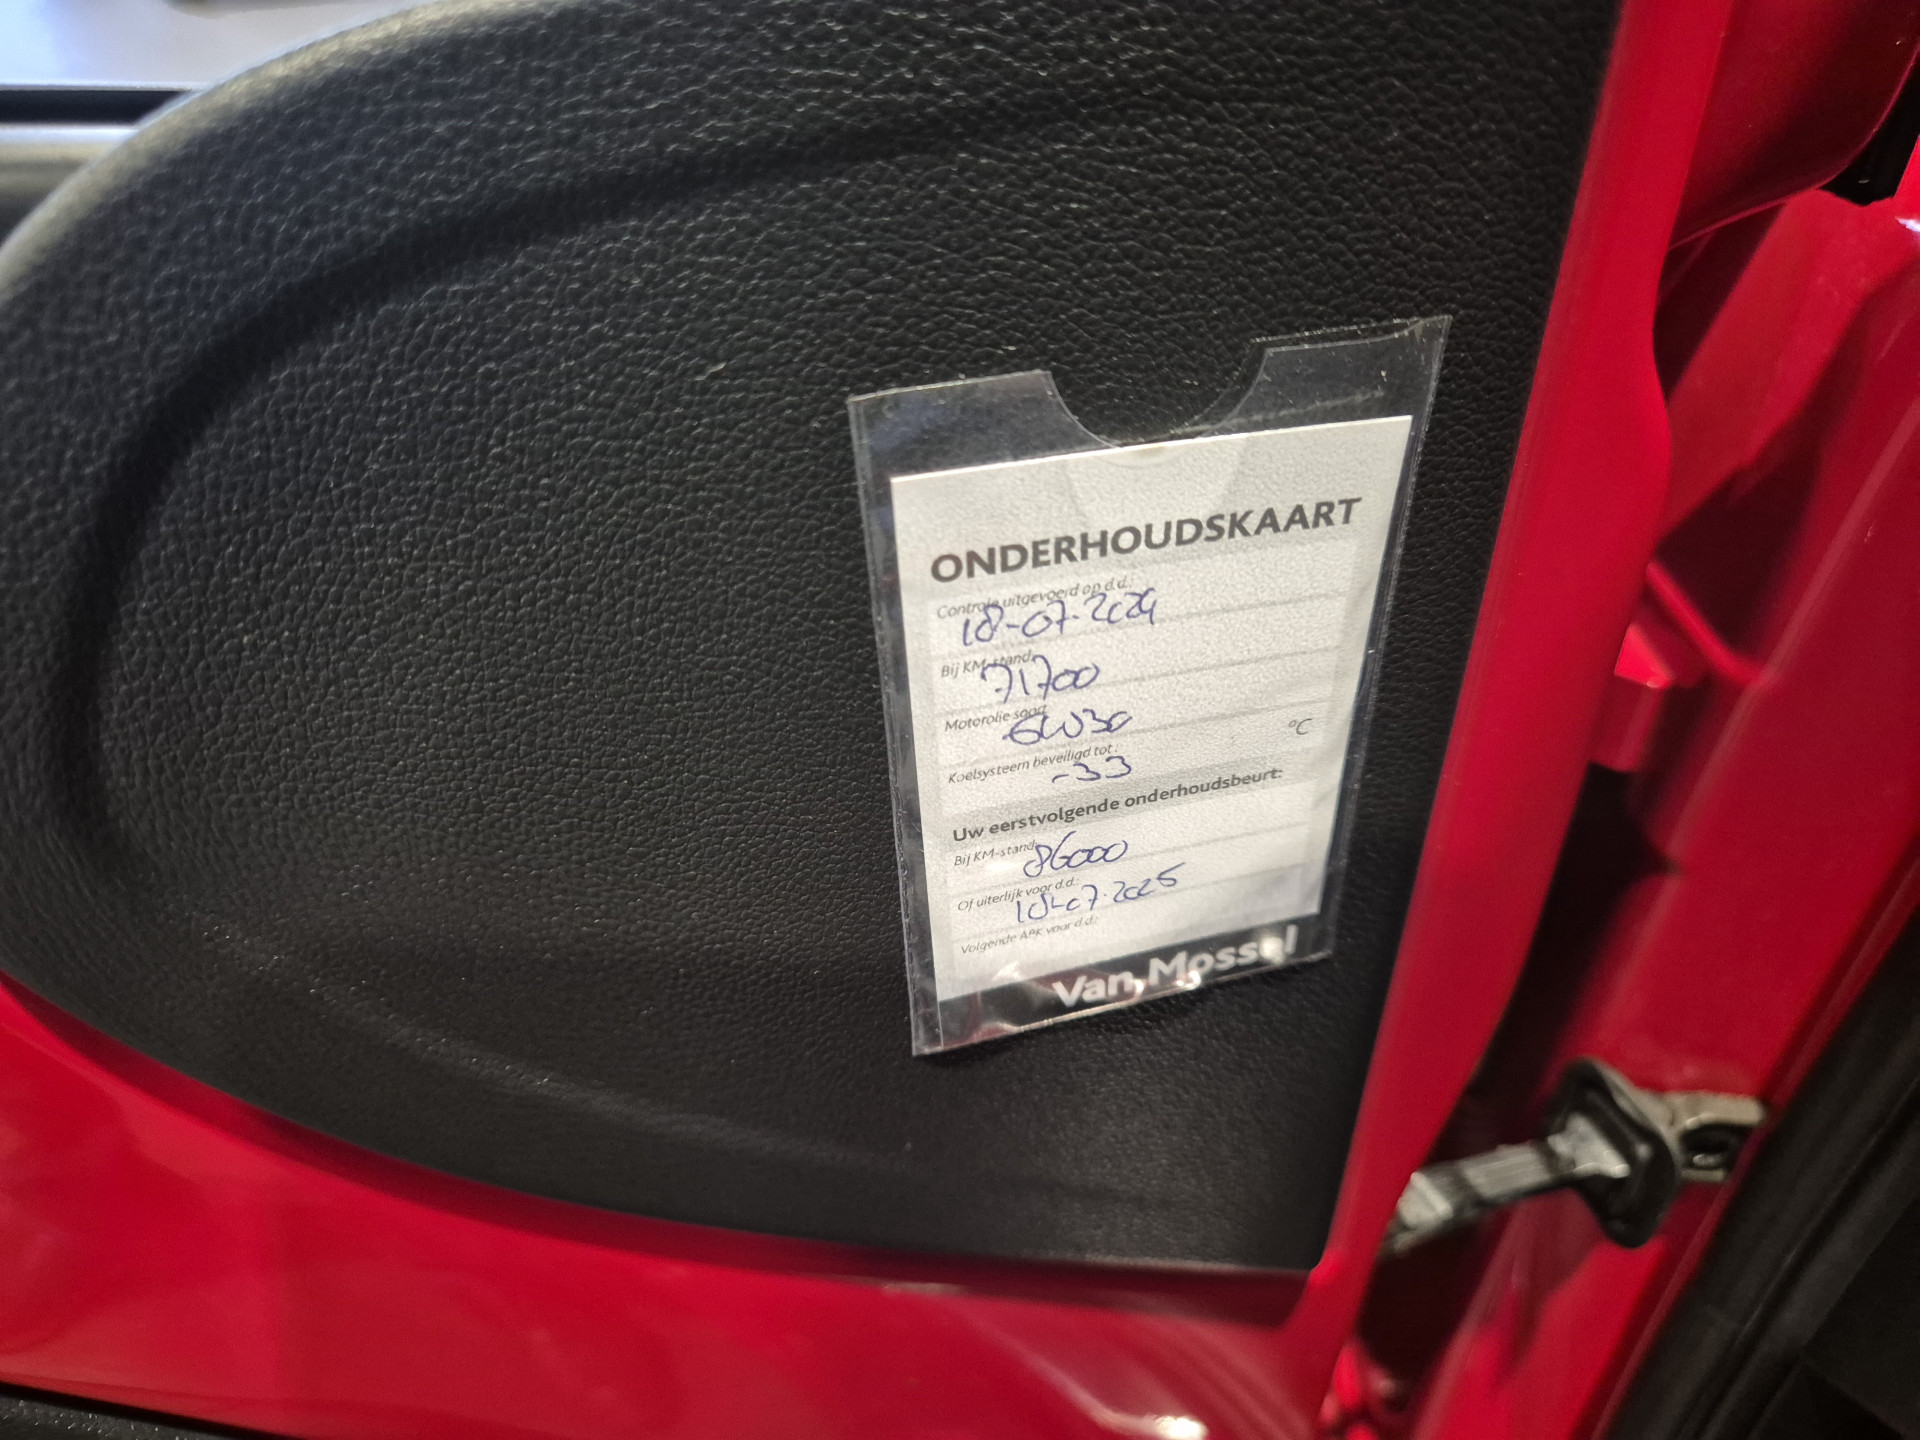 ONDERHOUDSKAART
Controle uitgevoerd op d.d.:
18-07-2024
Bij KM-stand:
71700
Motorolie soort:
5W30
Koelsysteem beveiligd tot:
-33 °C
Uw eerstvolgende onderhoudsbeurt:
Bij KM-stand:
86000
Of uiterlijk voor d.d.:
18-07-2025
Volgende APK voor d.d.:
Van Mossel